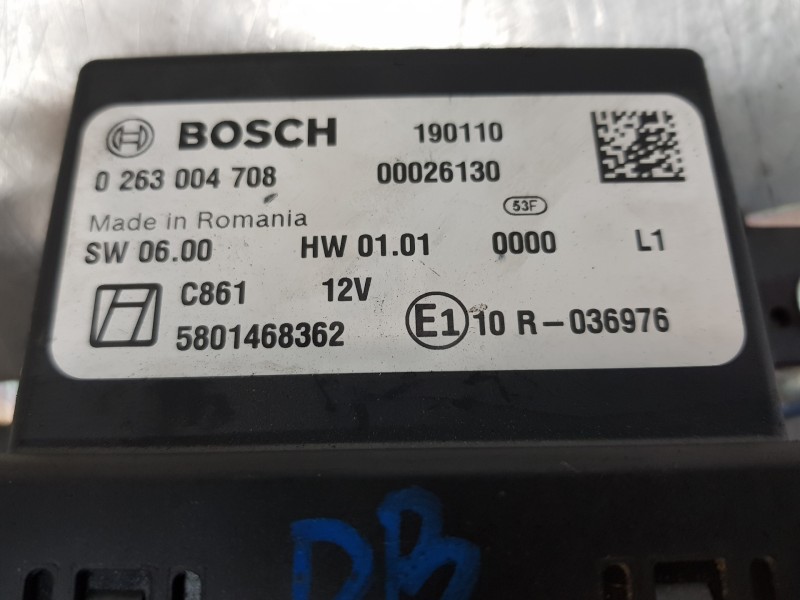 BOSCH 190110
0 263 004 708 00026130
Made in Romania 53F
SW 06.00 HW 01.01 0000 L1
C861 12V
5801468362 E1 10 R-036976
DB